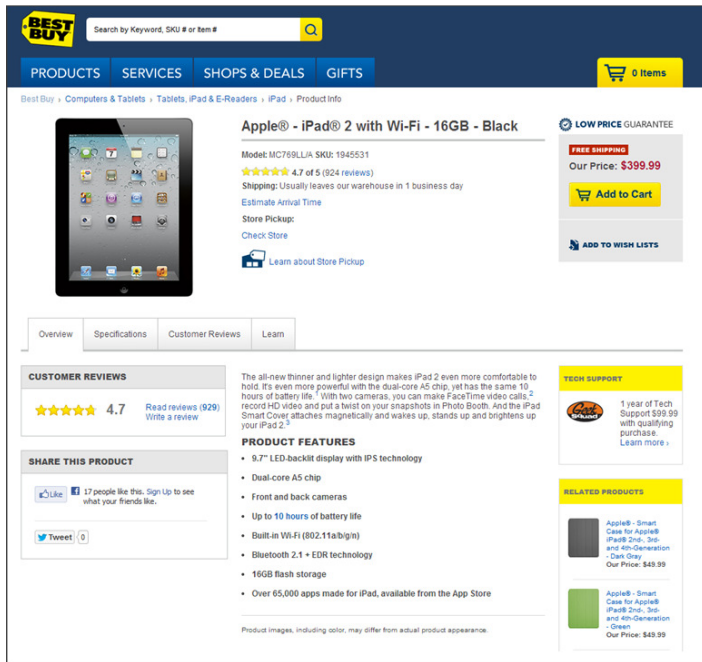 BEST
BUY
Search by Keyword, SKU # or Item #
PRODUCTS SERVICES SHOPS & DEALS GIFTS
0 Items
Best Buy › Computers & Tablets › Tablets, iPad & E-Readers › iPad › Product Info
Apple® - iPad® 2 with Wi-Fi - 16GB - Black
Model: MC769LL/A SKU: 1945531
4.7 of 5 (924 reviews)
Shipping: Usually leaves our warehouse in 1 business day
Estimate Arrival Time
Store Pickup:
Check Store
Learn about Store Pickup
LOW PRICE GUARANTEE
FREE SHIPPING
Our Price: $399.99
Add to Cart
ADD TO WISH LISTS
Overview Specifications Customer Reviews Learn
CUSTOMER REVIEWS
4.7
Read reviews (929)
Write a review
SHARE THIS PRODUCT
Like
17 people like this. Sign Up to see
what your friends like.
Tweet 0
The all-new thinner and lighter design makes iPad 2 even more comfortable to
hold. It's even more powerful with the dual-core A5 chip, yet has the same 10
hours of battery life.1 With two cameras, you can make FaceTime video calls,2
record HD video and put a twist on your snapshots in Photo Booth. And the iPad
Smart Cover attaches magnetically and wakes up, stands up and brightens up
your iPad 2.3
PRODUCT FEATURES
• 9.7" LED-backlit display with IPS technology
• Dual-core A5 chip
• Front and back cameras
• Up to 10 hours of battery life
• Built-in Wi-Fi (802.11a/b/g/n)
• Bluetooth 2.1 + EDR technology
• 16GB flash storage
• Over 65,000 apps made for iPad, available from the App Store
Product images, including color, may differ from actual product appearance.
TECH SUPPORT
1 year of Tech
Support $99.99
with qualifying
purchase.
Learn more ›
RELATED PRODUCTS
Apple® - Smart
Case for Apple®
iPad® 2nd-, 3rd-
and 4th-Generation
- Dark Gray
Our Price: $49.99
Apple® - Smart
Case for Apple®
iPad® 2nd-, 3rd-
and 4th-Generation
- Green
Our Price: $49.99